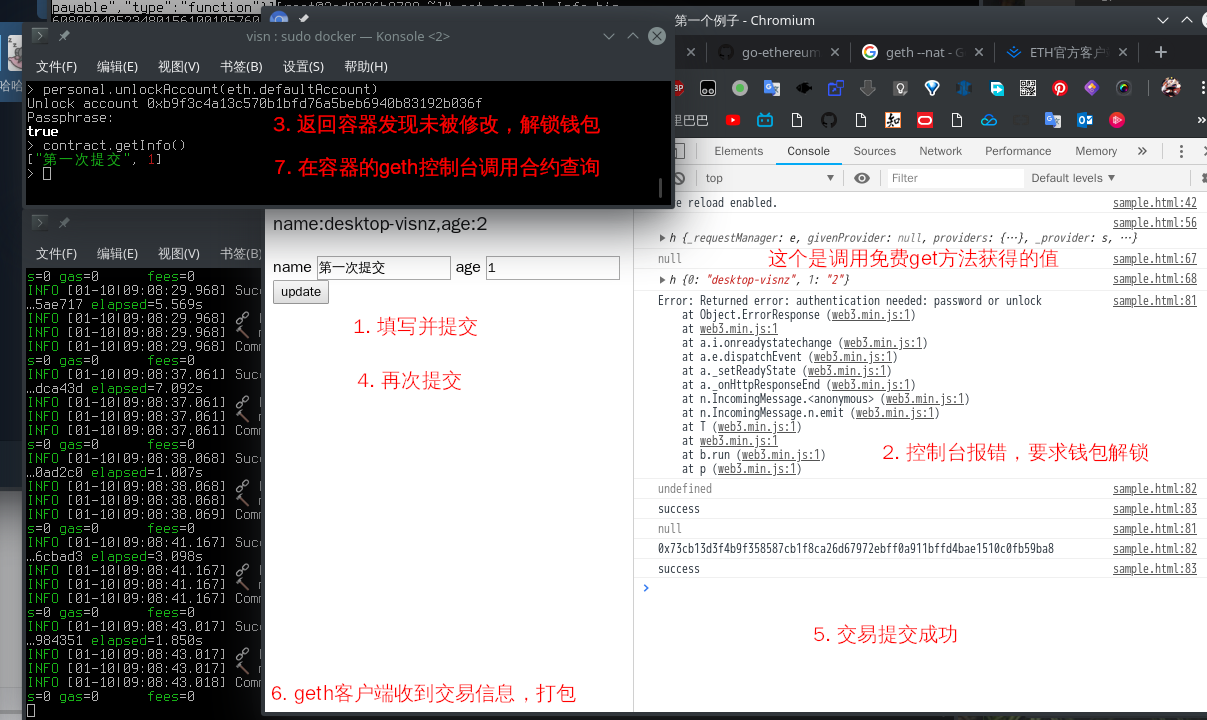 payable","type":"function"}][root@2ed9236b9799 ~]# cat con_sol_Info.bin
visn : sudo docker — Konsole <2>
文件(F) 编辑(E) 视图(V) 书签(B) 设置(S) 帮助(H)
> personal.unlockAccount(eth.defaultAccount)
Unlock account 0xb9f3c4a13c570b1bfd76a5beb6940b83192b036f
Passphrase:
true
> contract.getInfo()
["第一次提交", 1]
>
3. 返回容器发现未被修改，解锁钱包
7. 在容器的geth控制台调用合约查询
第一个例子 - Chromium
go-ethereum
geth --nat - G
ETH官方客户
里巴巴
Elements Console Sources Network Performance Memory
top Filter Default levels
e reload enabled. sample.html:42
sample.html:56
h {_requestManager: e, givenProvider: null, providers: {…}, _provider: s, …}
null sample.html:67
这个是调用免费get方法获得的值
h {0: "desktop-visnz", 1: "2"} sample.html:68
Error: Returned error: authentication needed: password or unlock sample.html:81
at Object.ErrorResponse (web3.min.js:1)
at web3.min.js:1
at a.i.onreadystatechange (web3.min.js:1)
at a.e.dispatchEvent (web3.min.js:1)
at a._setReadyState (web3.min.js:1)
at a._onHttpResponseEnd (web3.min.js:1)
at n.IncomingMessage.<anonymous> (web3.min.js:1)
at n.IncomingMessage.n.emit (web3.min.js:1)
at T (web3.min.js:1)
at web3.min.js:1
at b.run (web3.min.js:1)
at p (web3.min.js:1)
2. 控制台报错，要求钱包解锁
undefined sample.html:82
success sample.html:83
null sample.html:81
0x73cb13d3f4b9f358587cb1f8ca26d67972ebff0a911bffd4bae1510c0fb59ba8 sample.html:82
success sample.html:83
5. 交易提交成功
name:desktop-visnz,age:2
name 第一次提交 age 1
update
1. 填写并提交
4. 再次提交
6. geth客户端收到交易信息，打包
文件(F) 编辑(E) 视图(V) 书签(B)
s=0 gas=0 fees=0
INFO [01-10|09:08:29.968] Succ
…5ae717 elapsed=5.569s
INFO [01-10|09:08:29.968]
INFO [01-10|09:08:29.968]
INFO [01-10|09:08:29.968] Comm
s=0 gas=0 fees=0
INFO [01-10|09:08:37.061] Succ
…dca43d elapsed=7.092s
INFO [01-10|09:08:37.061]
INFO [01-10|09:08:37.061]
INFO [01-10|09:08:37.061] Comm
s=0 gas=0 fees=0
INFO [01-10|09:08:38.068] Succ
…0ad2c0 elapsed=1.007s
INFO [01-10|09:08:38.068]
INFO [01-10|09:08:38.068]
INFO [01-10|09:08:38.069] Comm
s=0 gas=0 fees=0
INFO [01-10|09:08:41.167] Succ
…6cbad3 elapsed=3.098s
INFO [01-10|09:08:41.167]
INFO [01-10|09:08:41.167]
INFO [01-10|09:08:41.167] Comm
s=0 gas=0 fees=0
INFO [01-10|09:08:43.017] Succ
…984351 elapsed=1.850s
INFO [01-10|09:08:43.017]
INFO [01-10|09:08:43.017]
INFO [01-10|09:08:43.018] Comm
s=0 gas=0 fees=0